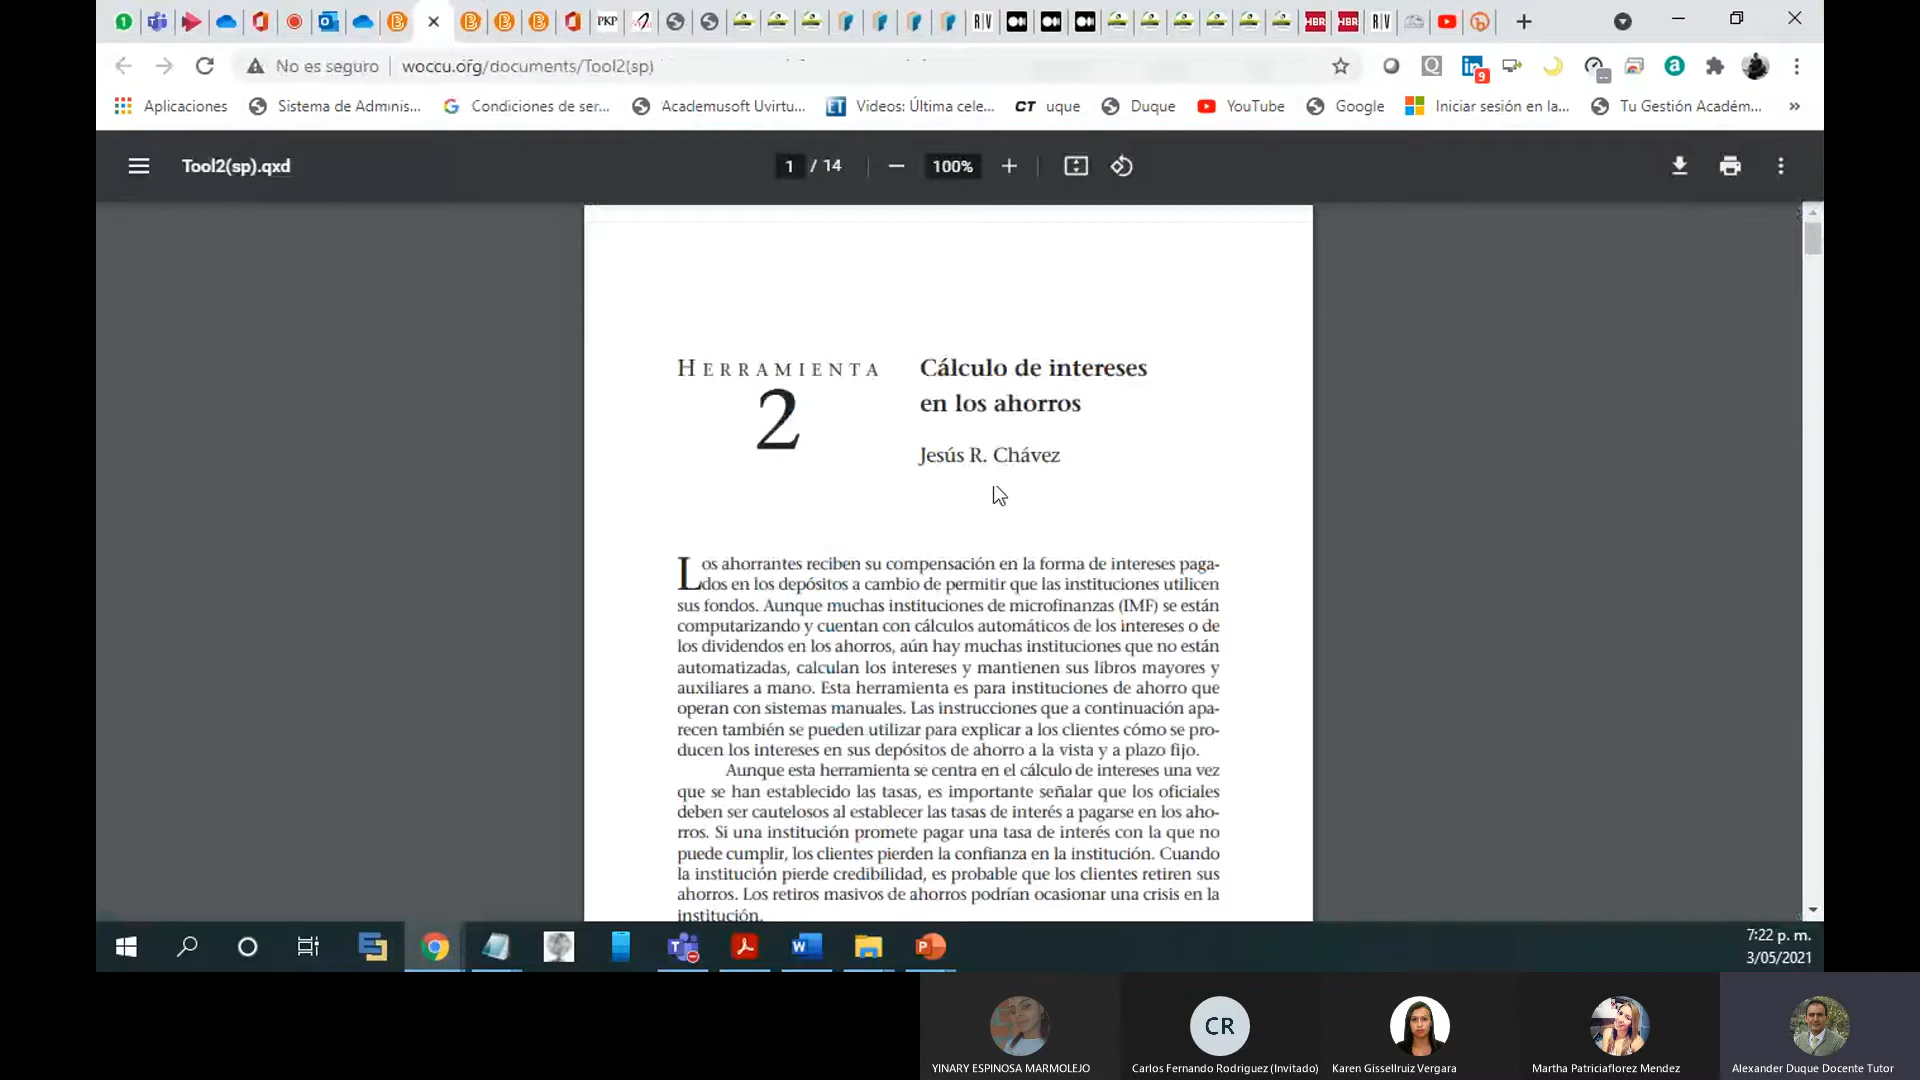 PKP
R|V
HBR
HBR
R|V
No es seguro
woccu.org/documents/Tool2(sp)
9
Aplicaciones
Sistema de Adminis...
Condiciones de ser...
Academusoft Uvirtu...
ET
Videos: Última cele...
CT
uque
Duque
YouTube
Google
Iniciar sesión en la...
Tu Gestión Académ...
»
Tool2(sp).qxd
1 / 14
100%
HERRAMIENTA
2
Cálculo de intereses
en los ahorros
Jesús R. Chávez
Los ahorrantes reciben su compensación en la forma de intereses paga-
dos en los depósitos a cambio de permitir que las instituciones utilicen
sus fondos. Aunque muchas instituciones de microfinanzas (IMF) se están
computarizando y cuentan con cálculos automáticos de los intereses o de
los dividendos en los ahorros, aún hay muchas instituciones que no están
automatizadas, calculan los intereses y mantienen sus libros mayores y
auxiliares a mano. Esta herramienta es para instituciones de ahorro que
operan con sistemas manuales. Las instrucciones que a continuación apa-
recen también se pueden utilizar para explicar a los clientes cómo se pro-
ducen los intereses en sus depósitos de ahorro a la vista y a plazo fijo.
Aunque esta herramienta se centra en el cálculo de intereses una vez
que se han establecido las tasas, es importante señalar que los oficiales
deben ser cautelosos al establecer las tasas de interés a pagarse en los aho-
rros. Si una institución promete pagar una tasa de interés con la que no
puede cumplir, los clientes pierden la confianza en la institución. Cuando
la institución pierde credibilidad, es probable que los clientes retiren sus
ahorros. Los retiros masivos de ahorros podrían ocasionar una crisis en la
institución.
7:22 p. m.
3/05/2021
CR
YINARY ESPINOSA MARMOLEJO
Carlos Fernando Rodriguez (Invitado)
Karen Gissellruiz Vergara
Martha Patriciaflorez Mendez
Alexander Duque Docente Tutor